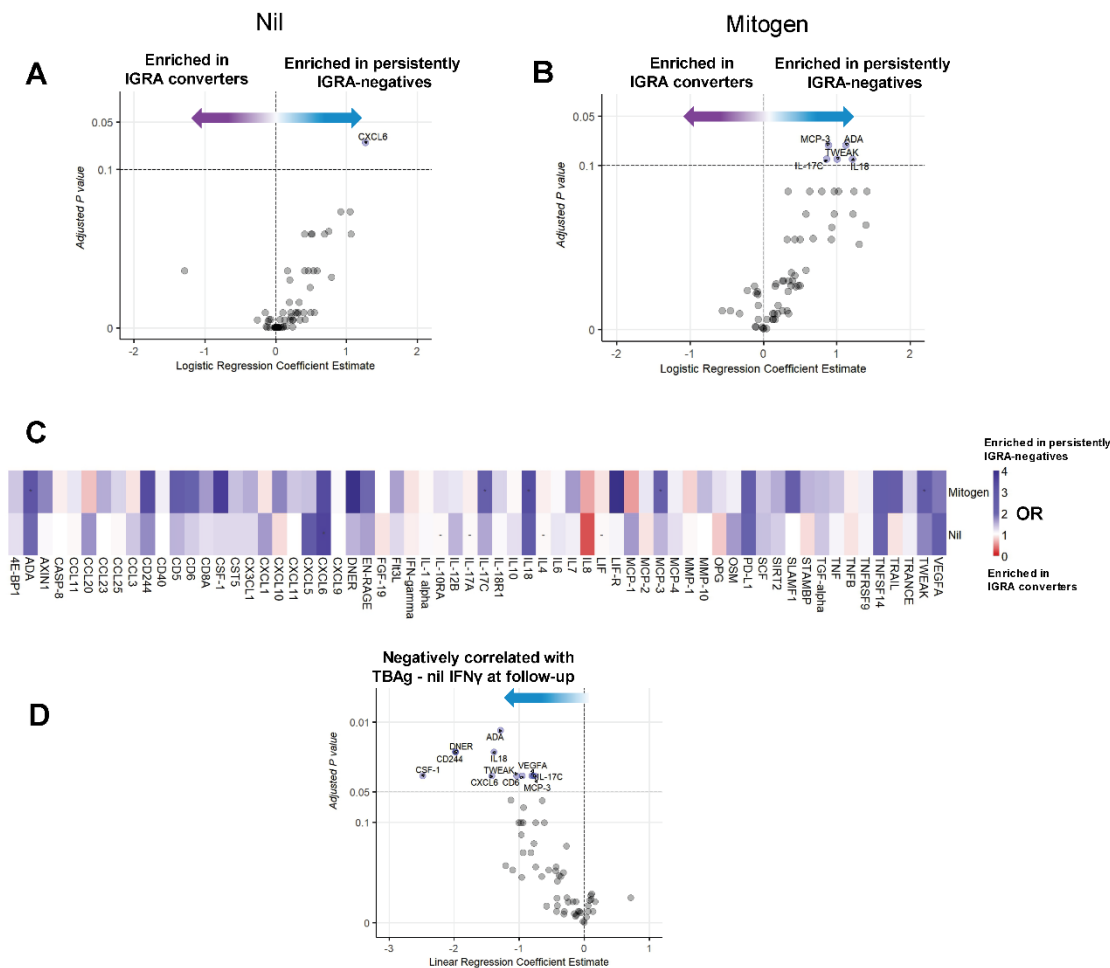 Nil
Mitogen
A
Enriched in
IGRA converters
Enriched in persistently
IGRA-negatives
0.05
0.1
0
CXCL6
Adjusted P value
-2
-1
0
1
2
Logistic Regression Coefficient Estimate
B
Enriched in
IGRA converters
Enriched in persistently
IGRA-negatives
0.05
0.1
0
MCP-3
ADA
TWEAK
IL-17C
IL18
Adjusted P value
-2
-1
0
1
2
Logistic Regression Coefficient Estimate
C
Enriched in persistently
IGRA-negatives
Mitogen
Nil
4
3
2
1
0
OR
Enriched in
IGRA converters
4E-BP1
ADA
AXIN1
CASP-8
CCL11
CCL20
CCL23
CCL25
CCL3
CD244
CD40
CD5
CD6
CD8A
CSF-1
CST5
CX3CL1
CXCL1
CXCL10
CXCL11
CXCL5
CXCL6
CXCL9
DNER
EN-RAGE
FGF-19
Flt3L
IFN-gamma
IL-1 alpha
IL-10RA
IL-12B
IL-17A
IL-17C
IL-18R1
IL10
IL18
IL4
IL6
IL7
IL8
LIF
LIF-R
MCP-1
MCP-2
MCP-3
MCP-4
MMP-1
MMP-10
OPG
OSM
PD-L1
SCF
SIRT2
SLAMF1
STAMBP
TGF-alpha
TNF
TNFB
TNFRSF9
TNFSF14
TRAIL
TRANCE
TWEAK
VEGFA
D
Negatively correlated with
TBAg - nil IFNγ at follow-up
0.01
0.05
0.1
0
ADA
DNER
CD244
IL18
CSF-1
TWEAK
VEGFA
CXCL6
CD6
IL-17C
MCP-3
Adjusted P value
-3
-2
-1
0
1
Linear Regression Coefficient Estimate